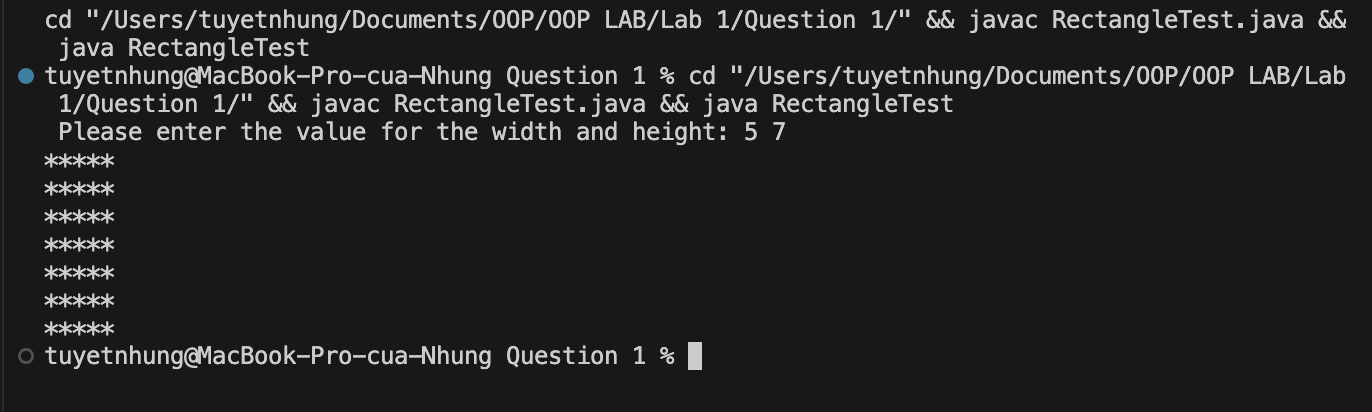 cd "/Users/tuyetnhung/Documents/OOP/OOP LAB/Lab 1/Question 1/" && javac RectangleTest.java &&
java RectangleTest
tuyetnhung@MacBook-Pro-cua-Nhung Question 1 % cd "/Users/tuyetnhung/Documents/OOP/OOP LAB/Lab
1/Question 1/" && javac RectangleTest.java && java RectangleTest
Please enter the value for the width and height: 5 7
*****
*****
*****
*****
*****
*****
*****
tuyetnhung@MacBook-Pro-cua-Nhung Question 1 %